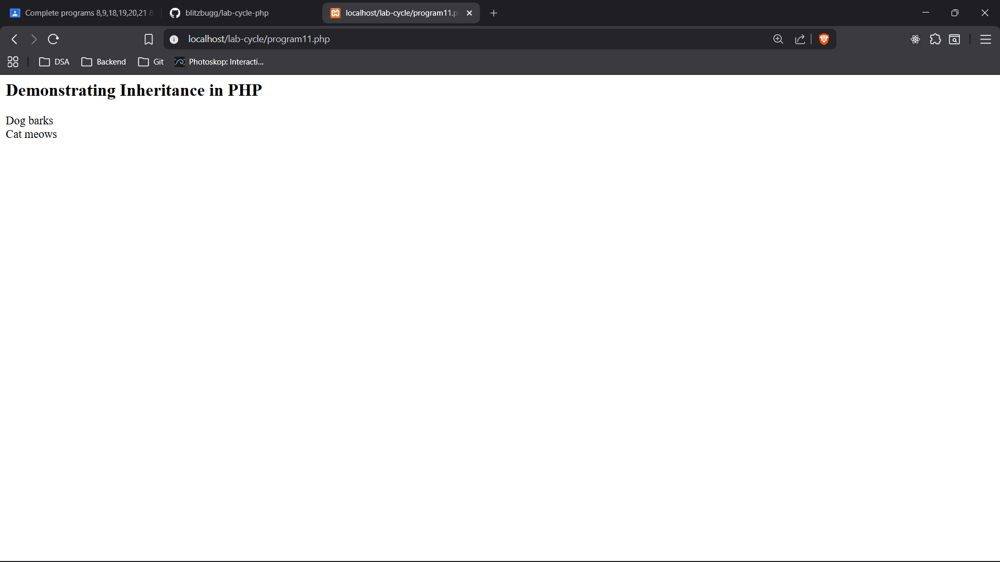 Complete programs 8,9,18,19,20,21 &
blitzbugg/lab-cycle-php
localhost/lab-cycle/program11.p
localhost/lab-cycle/program11.php
DSA
Backend
Git
Photoskop: Interacti...
Demonstrating Inheritance in PHP
Dog barks
Cat meows